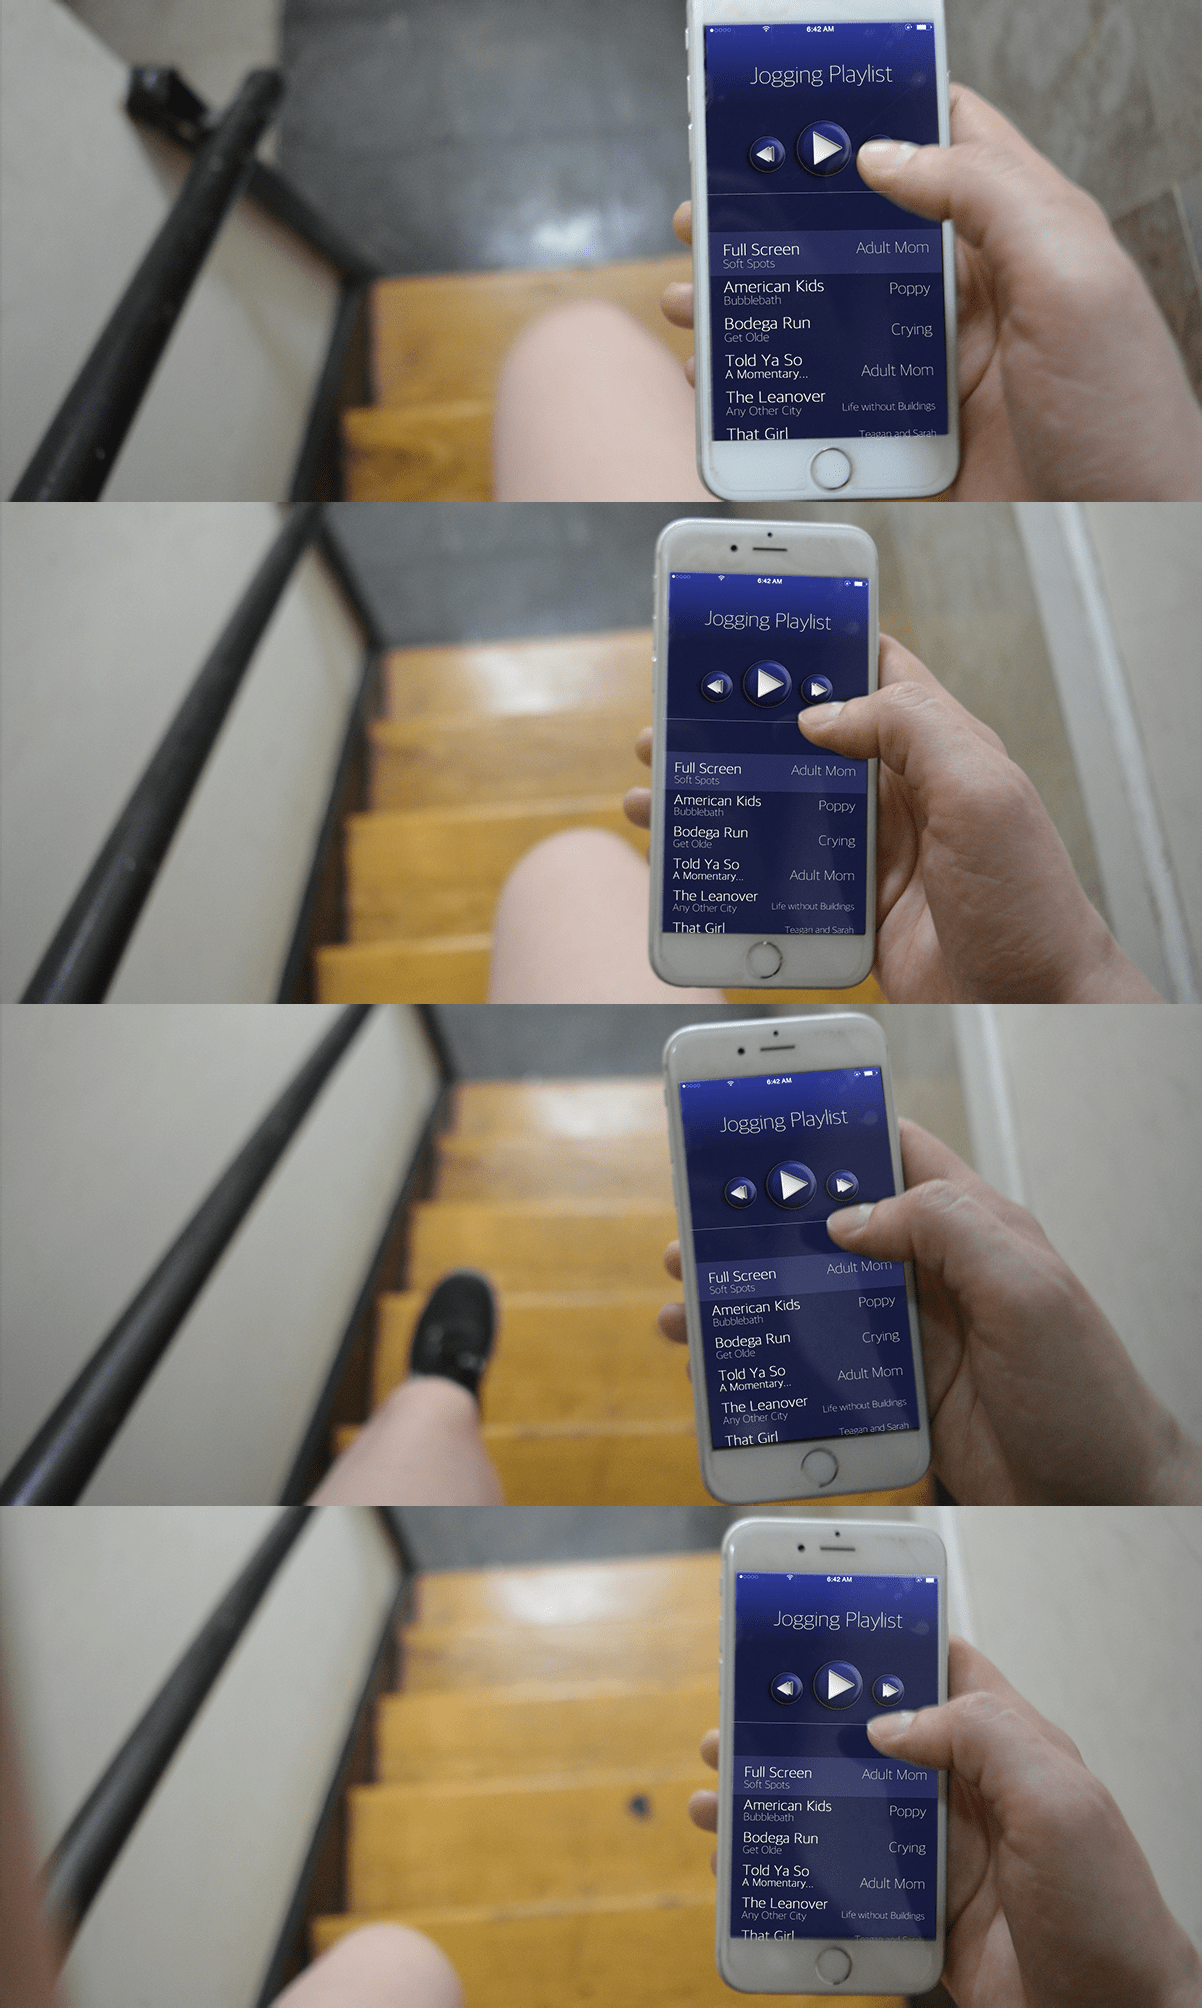 6:42 AM
Jogging Playlist
Full Screen Adult Mom
Soft Spots
American Kids Poppy
Bubblebath
Bodega Run Crying
Get Olde
Told Ya So Adult Mom
A Momentary...
The Leanover Life without Buildings
Any Other City
That Girl Teagan and Sarah
6:42 AM
Jogging Playlist
Full Screen Adult Mom
Soft Spots
American Kids Poppy
Bubblebath
Bodega Run Crying
Get Olde
Told Ya So Adult Mom
A Momentary...
The Leanover Life without Buildings
Any Other City
That Girl Teagan and Sarah
6:42 AM
Jogging Playlist
Full Screen Adult Mom
Soft Spots
American Kids Poppy
Bubblebath
Bodega Run Crying
Get Olde
Told Ya So Adult Mom
A Momentary...
The Leanover Life without Buildings
Any Other City
That Girl Teagan and Sarah
6:42 AM
Jogging Playlist
Full Screen Adult Mom
Soft Spots
American Kids Poppy
Bubblebath
Bodega Run Crying
Get Olde
Told Ya So Adult Mom
A Momentary...
The Leanover Life without Buildings
Any Other City
That Girl Teagan and Sarah